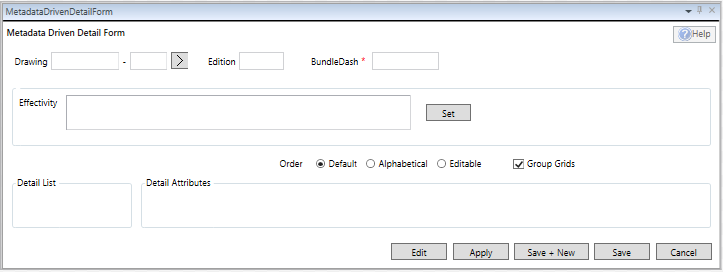 MetadataDrivenDetailForm
Metadata Driven Detail Form
Help
Drawing - > Edition BundleDash *
Effectivity
Set
Order Default Alphabetical Editable Group Grids
Detail List Detail Attributes
Edit Apply Save + New Save Cancel